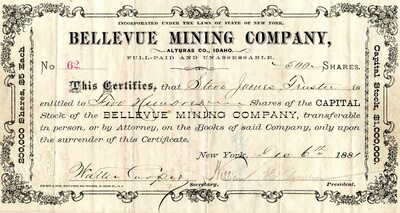 INCORPORATED UNDER THE LAWS OF STATE OF NEW YORK.
BELLEVUE MINING COMPANY,
ALTURAS CO., IDAHO.
FULL-PAID AND UNASSESSABLE.
No 62 500 SHARES.
This Certifies, that Steve James Trustee is
entitled to Five Hundred Shares of the CAPITAL
Stock of the BELLEVUE MINING COMPANY, transferable
in person, or by Attorney, on the Books of said Company, only upon
the surrender of this Certificate.
New York, Dec 6th 1881
Walter Cooper
Secretary. President.
200,000 Shares, $5 Each
Capital Stock, $1,000,000.